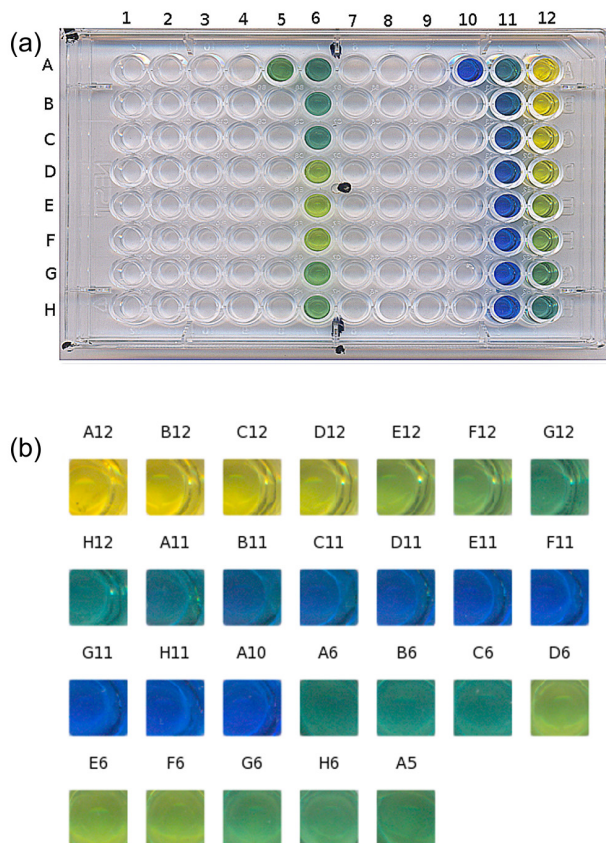 (a)
1 2 3 4 5 6 7 8 9 10 11 12
A
B
C
D
E
F
G
H
(b)
A12 B12 C12 D12 E12 F12 G12
H12 A11 B11 C11 D11 E11 F11
G11 H11 A10 A6 B6 C6 D6
E6 F6 G6 H6 A5